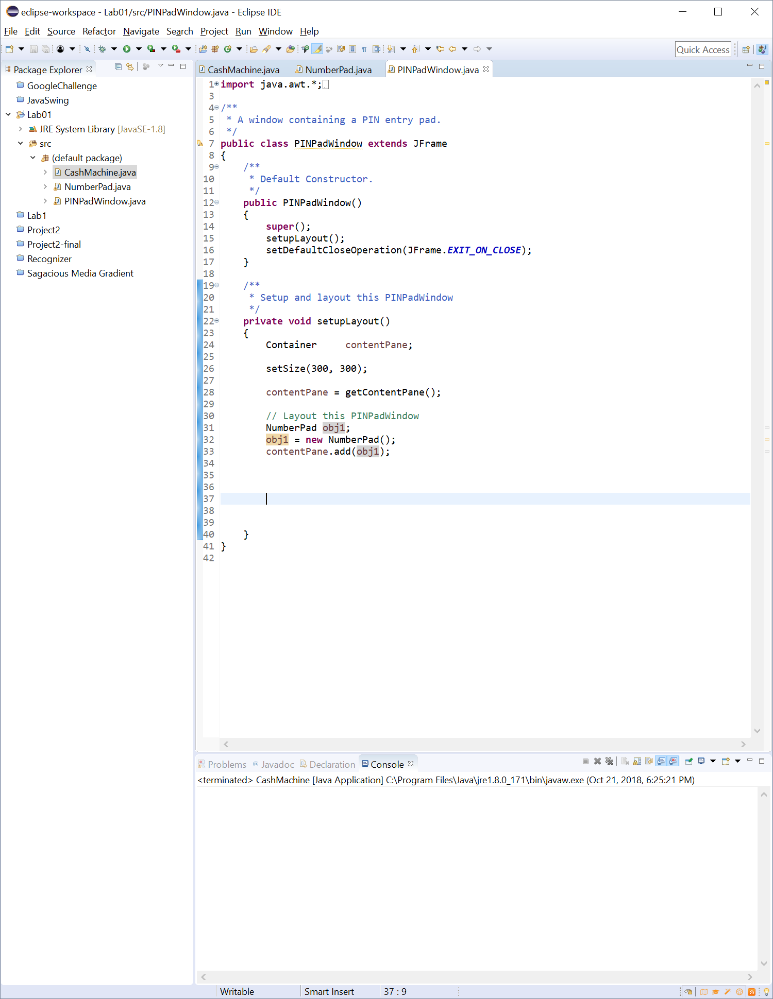 eclipse-workspace - Lab01/src/PINPadWindow.java - Eclipse IDE
File Edit Source Refactor Navigate Search Project Run Window Help
Quick Access
Package Explorer
GoogleChallenge
JavaSwing
Lab01
JRE System Library [JavaSE-1.8]
src
(default package)
CashMachine.java
NumberPad.java
PINPadWindow.java
Lab1
Project2
Project2-final
Recognizer
Sagacious Media Gradient
CashMachine.java NumberPad.java PINPadWindow.java
1 import java.awt.*;
3
4 /**
5  * A window containing a PIN entry pad.
6  */
7 public class PINPadWindow extends JFrame
8 {
9     /**
10      * Default Constructor.
11      */
12     public PINPadWindow()
13     {
14         super();
15         setupLayout();
16         setDefaultCloseOperation(JFrame.EXIT_ON_CLOSE);
17     }
18
19     /**
20      * Setup and layout this PINPadWindow
21      */
22     private void setupLayout()
23     {
24         Container     contentPane;
25
26         setSize(300, 300);
27
28         contentPane = getContentPane();
29
30         // Layout this PINPadWindow
31         NumberPad obj1;
32         obj1 = new NumberPad();
33         contentPane.add(obj1);
34
35
36
37
38
39
40     }
41 }
42
Problems Javadoc Declaration Console
<terminated> CashMachine [Java Application] C:\Program Files\Java\jre1.8.0_171\bin\javaw.exe (Oct 21, 2018, 6:25:21 PM)
Writable Smart Insert 37 : 9